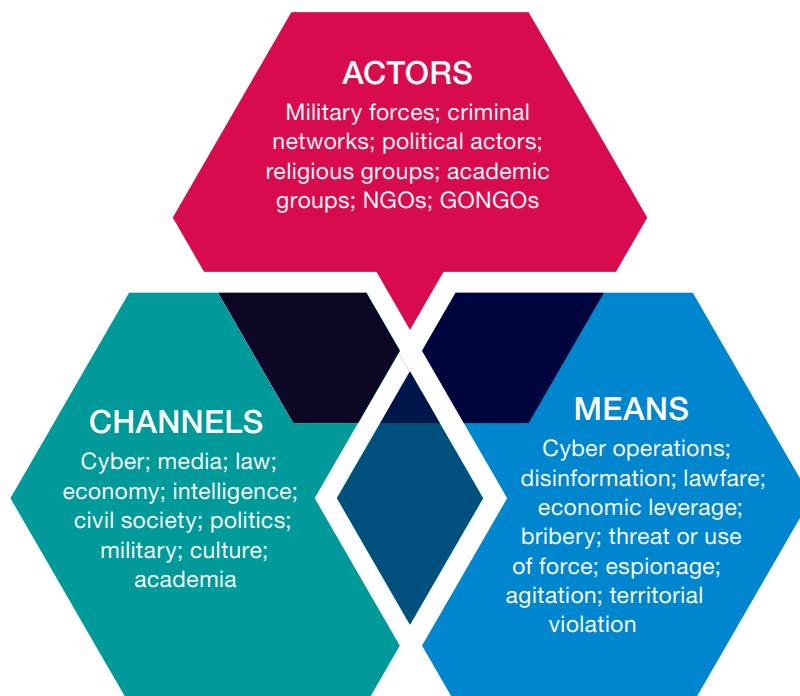 ACTORS
Military forces; criminal
networks; political actors;
religious groups; academic
groups; NGOs; GONGOs
CHANNELS
Cyber; media; law;
economy; intelligence;
civil society; politics;
military; culture;
academia
MEANS
Cyber operations;
disinformation; lawfare;
economic leverage;
bribery; threat or use
of force; espionage;
agitation; territorial
violation